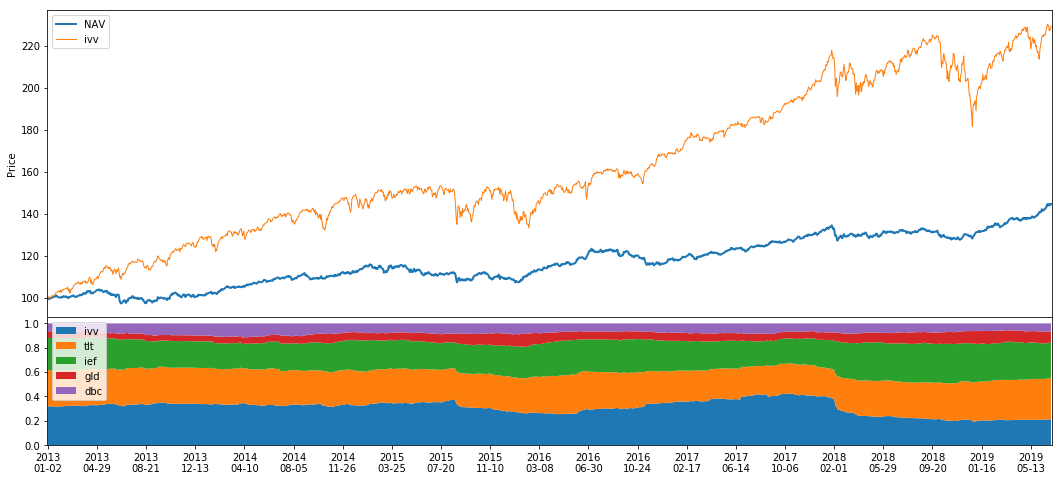 NAV
ivv
Price
220
200
180
160
140
120
100
ivv
tlt
ief
gld
dbc
1.0
0.8
0.6
0.4
0.2
0.0
2013 2013 2013 2013 2014 2014 2014 2015 2015 2015 2016 2016 2016 2017 2017 2017 2018 2018 2018 2019 2019
01-02 04-29 08-21 12-13 04-10 08-05 11-26 03-25 07-20 11-10 03-08 06-30 10-24 02-17 06-14 10-06 02-01 05-29 09-20 01-16 05-13